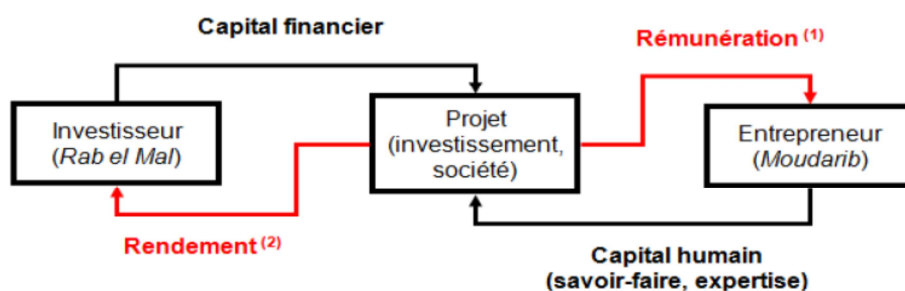 Capital financier
Rémunération (1)
Investisseur
(Rab el Mal)
Projet
(investissement,
société)
Entrepreneur
(Moudarib)
Rendement (2)
Capital humain
(savoir-faire, expertise)